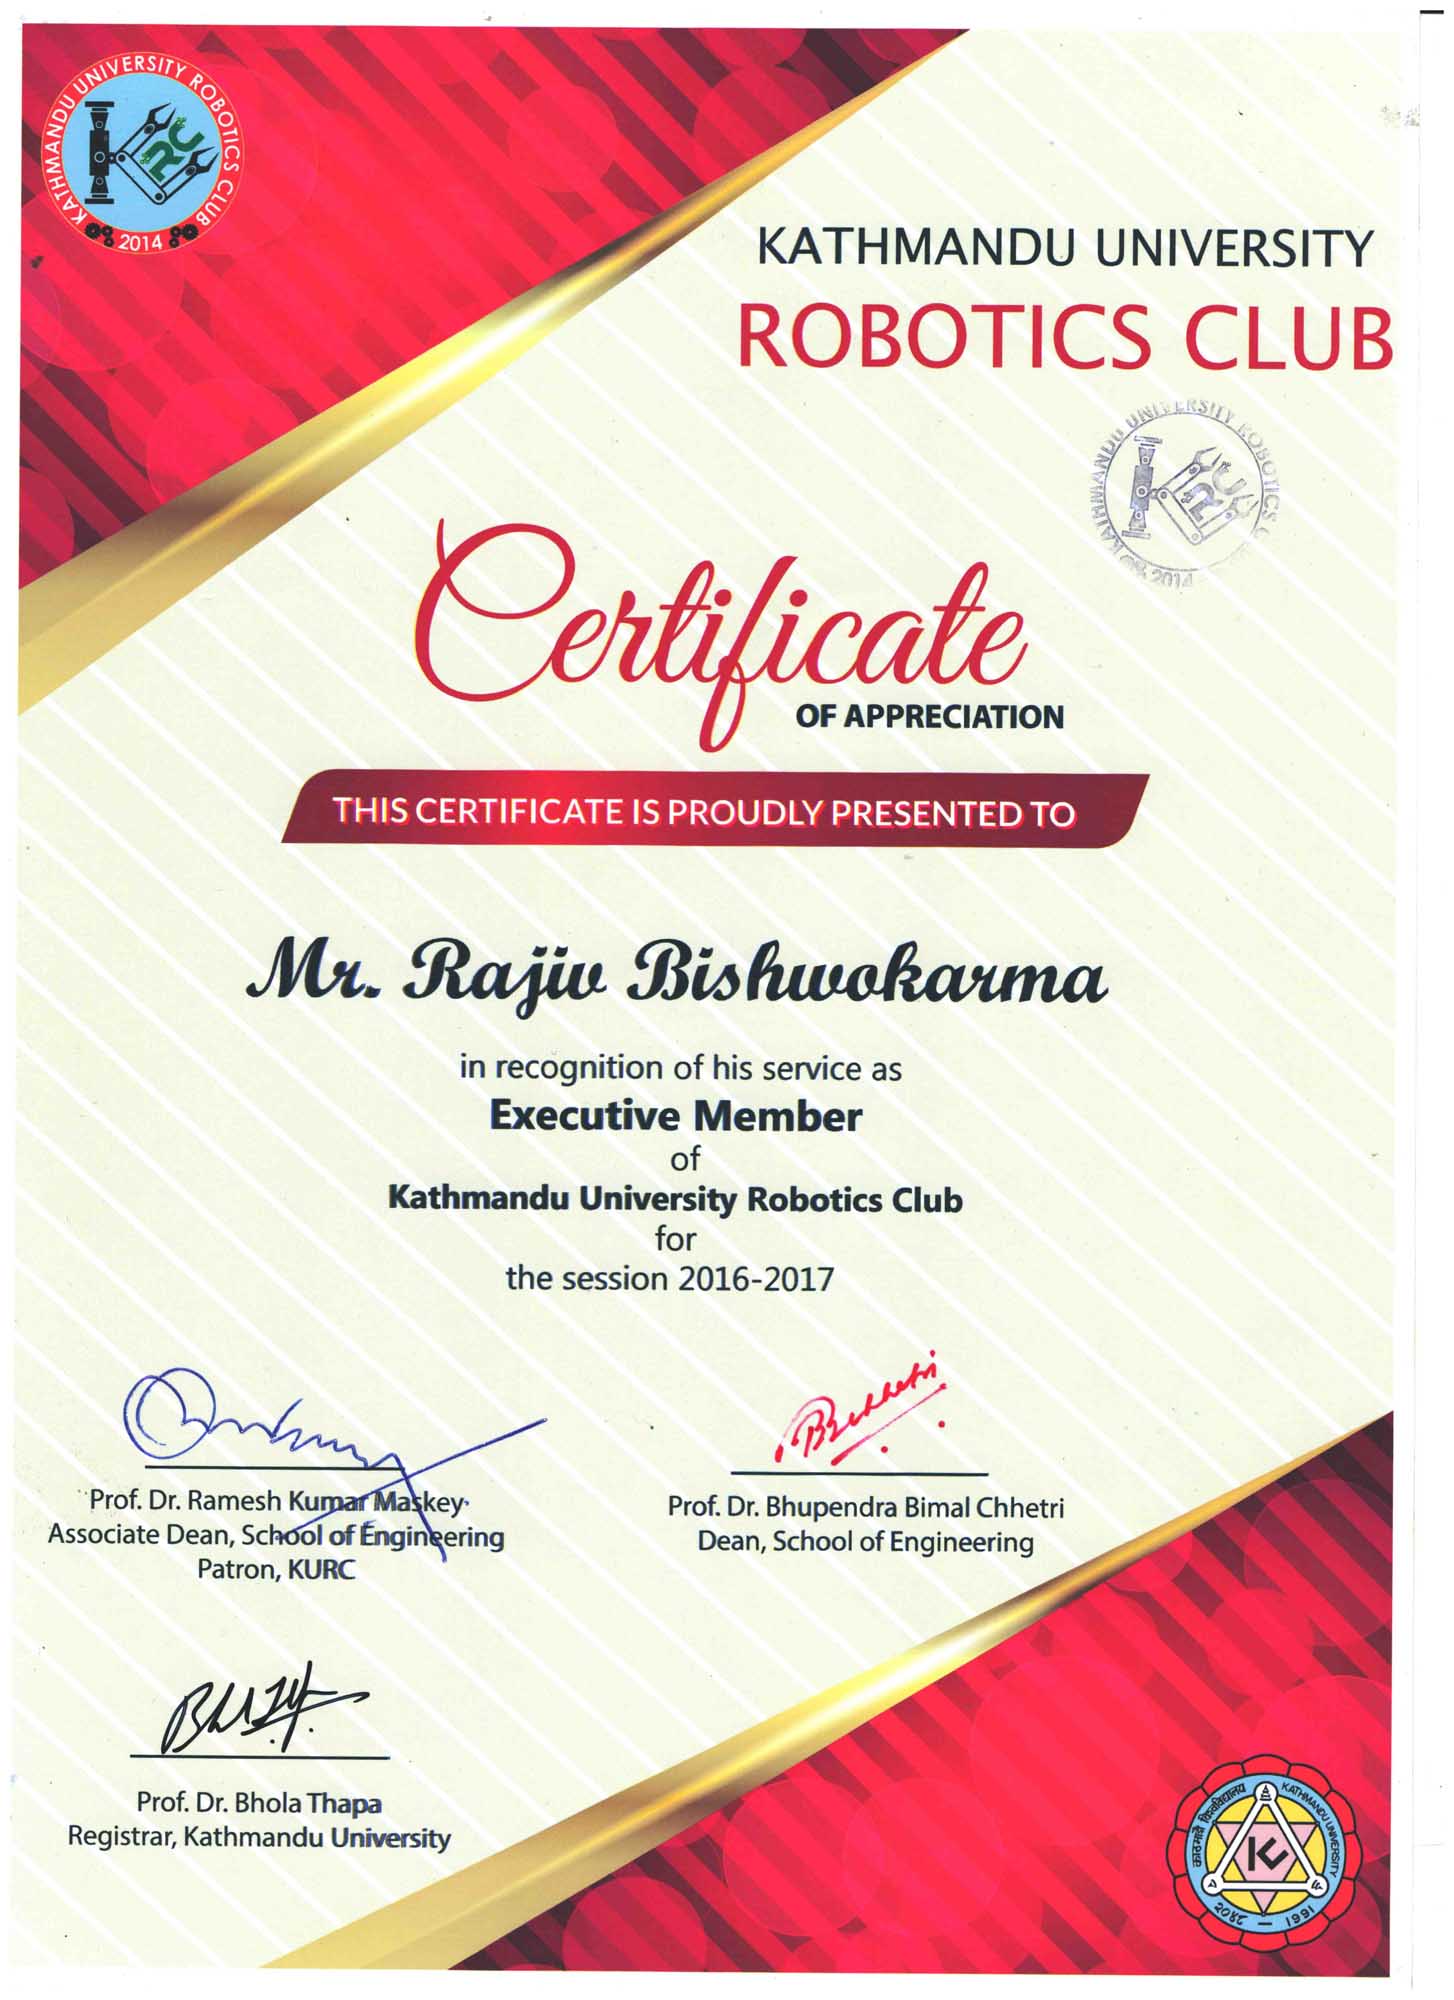 KATHMANDU UNIVERSITY ROBOTICS CLUB
2014
KRC
KATHMANDU UNIVERSITY
ROBOTICS CLUB
KATHMANDU UNIVERSITY ROBOTICS
2014
Certificate
OF APPRECIATION
THIS CERTIFICATE IS PROUDLY PRESENTED TO
Mr. Rajiv Bishwokarma
in recognition of his service as
Executive Member
of
Kathmandu University Robotics Club
for
the session 2016-2017
BBchhetri
Prof. Dr. Ramesh Kumar Maskey
Associate Dean, School of Engineering
Patron, KURC
Prof. Dr. Bhupendra Bimal Chhetri
Dean, School of Engineering
Prof. Dr. Bhola Thapa
Registrar, Kathmandu University
काठमाडौं विश्वविद्यालय
KATHMANDU UNIVERSITY
KU
२०४८ – 1991